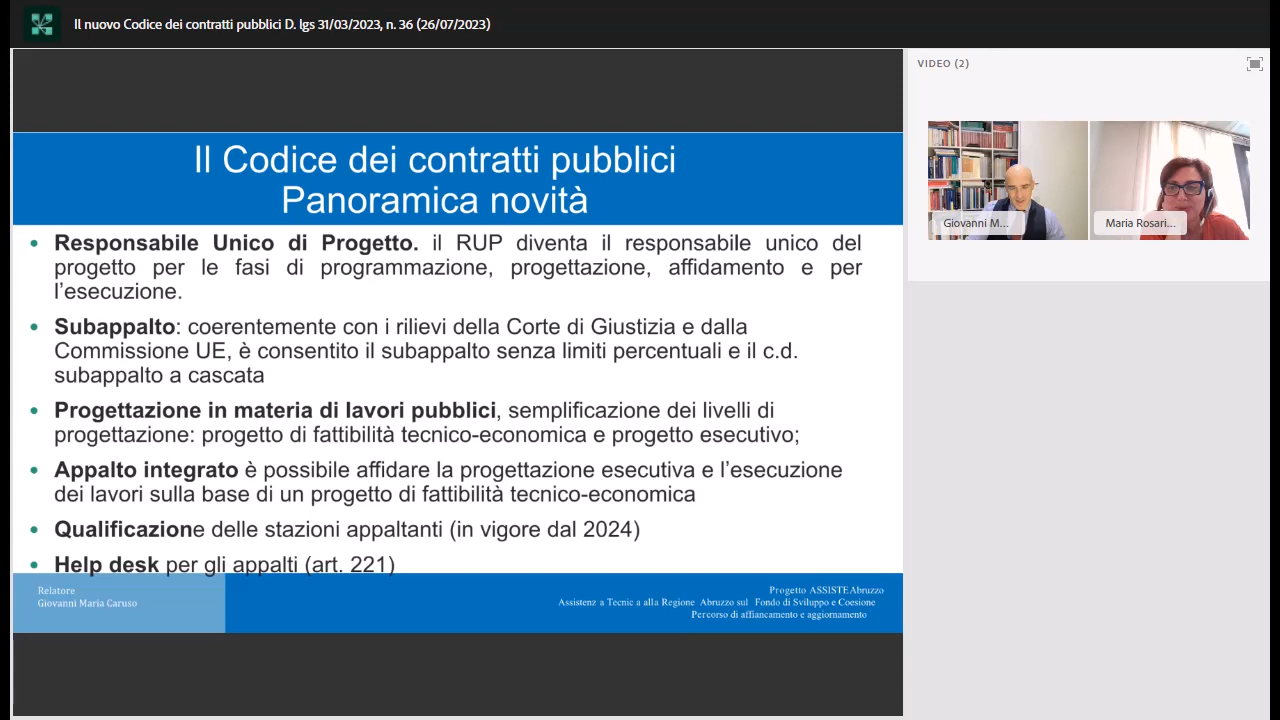 Il nuovo Codice dei contratti pubblici D. lgs 31/03/2023, n. 36 (26/07/2023)
VIDEO (2)
Giovanni M...
Maria Rosari...
Il Codice dei contratti pubblici
Panoramica novità
• Responsabile Unico di Progetto. il RUP diventa il responsabile unico del
progetto per le fasi di programmazione, progettazione, affidamento e per
l’esecuzione.
• Subappalto: coerentemente con i rilievi della Corte di Giustizia e dalla
Commissione UE, è consentito il subappalto senza limiti percentuali e il c.d.
subappalto a cascata
• Progettazione in materia di lavori pubblici, semplificazione dei livelli di
progettazione: progetto di fattibilità tecnico-economica e progetto esecutivo;
• Appalto integrato è possibile affidare la progettazione esecutiva e l’esecuzione
dei lavori sulla base di un progetto di fattibilità tecnico-economica
• Qualificazione delle stazioni appaltanti (in vigore dal 2024)
• Help desk per gli appalti (art. 221)
Relatore
Giovanni Maria Caruso
Progetto ASSISTEAbruzzo
Assistenz a Tecnic a alla Regione Abruzzo sul Fondo di Sviluppo e Coesione
Percorso di affiancamento e aggiornamento